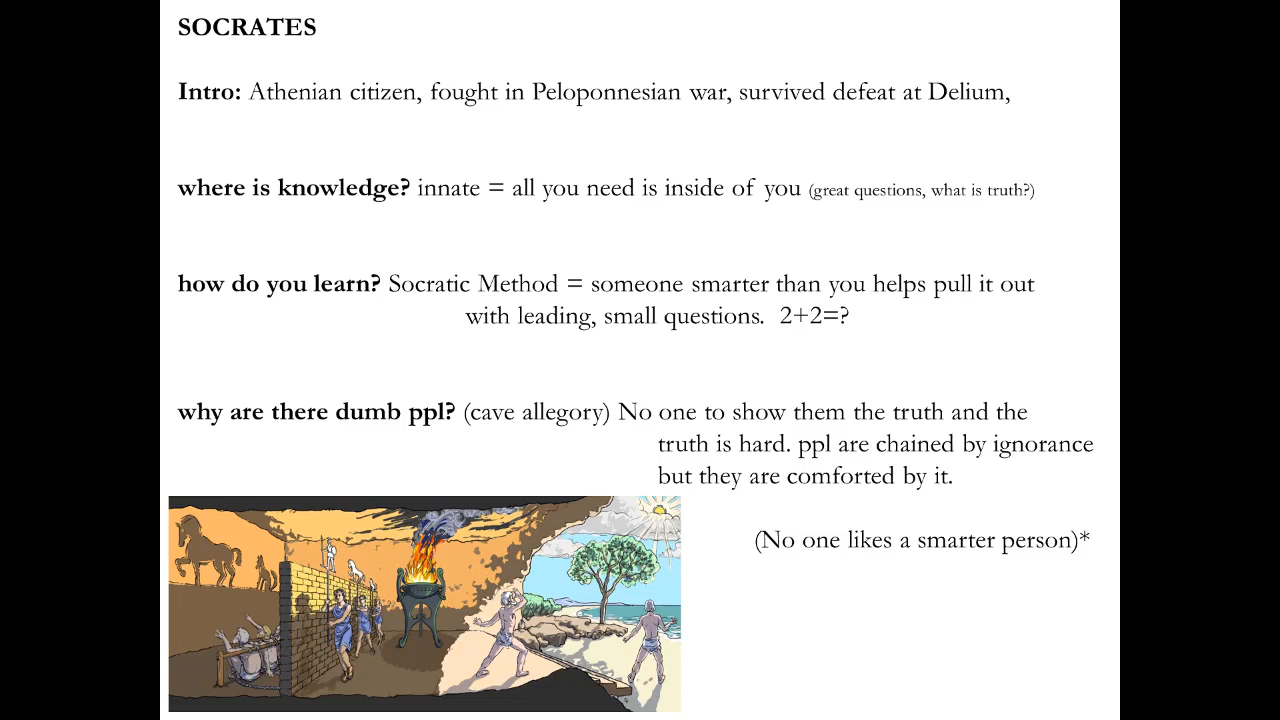 SOCRATES
Intro: Athenian citizen, fought in Peloponnesian war, survived defeat at Delium,
where is knowledge? innate = all you need is inside of you (great questions, what is truth?)
how do you learn? Socratic Method = someone smarter than you helps pull it out
with leading, small questions.  2+2=?
why are there dumb ppl? (cave allegory) No one to show them the truth and the
truth is hard. ppl are chained by ignorance
but they are comforted by it.
(No one likes a smarter person)*